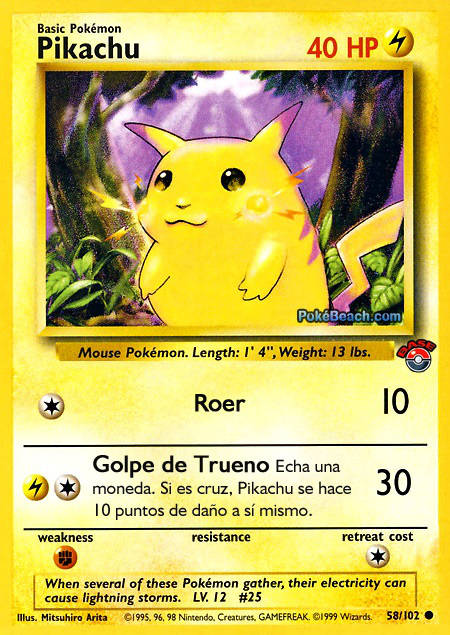 Basic Pokémon
Pikachu 40 HP
PokéBeach.com
Mouse Pokémon. Length: 1' 4", Weight: 13 lbs.
BASE
Roer 10
Golpe de Trueno Echa una
moneda. Si es cruz, Pikachu se hace
10 puntos de daño a sí mismo.
30
weakness resistance retreat cost
When several of these Pokémon gather, their electricity can
cause lightning storms. LV. 12 #25
Illus. Mitsuhiro Arita ©1995, 96, 98 Nintendo, Creatures, GAMEFREAK. ©1999 Wizards. 58/102